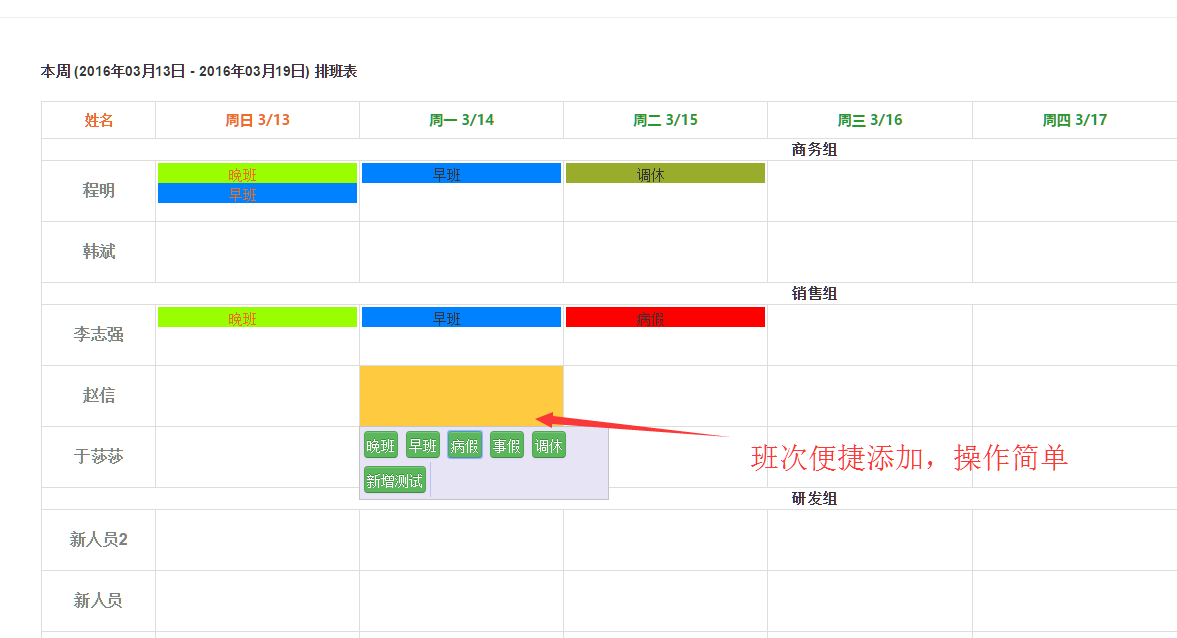 本周 (2016年03月13日 - 2016年03月19日) 排班表
姓名 周日 3/13 周一 3/14 周二 3/15 周三 3/16 周四 3/17
商务组
程明 晚班 早班 调休
早班
韩斌
销售组
李志强 晚班 早班 病假
赵信
于莎莎 晚班 早班 病假 事假 调休
班次便捷添加，操作简单
新增测试
研发组
新人员2
新人员